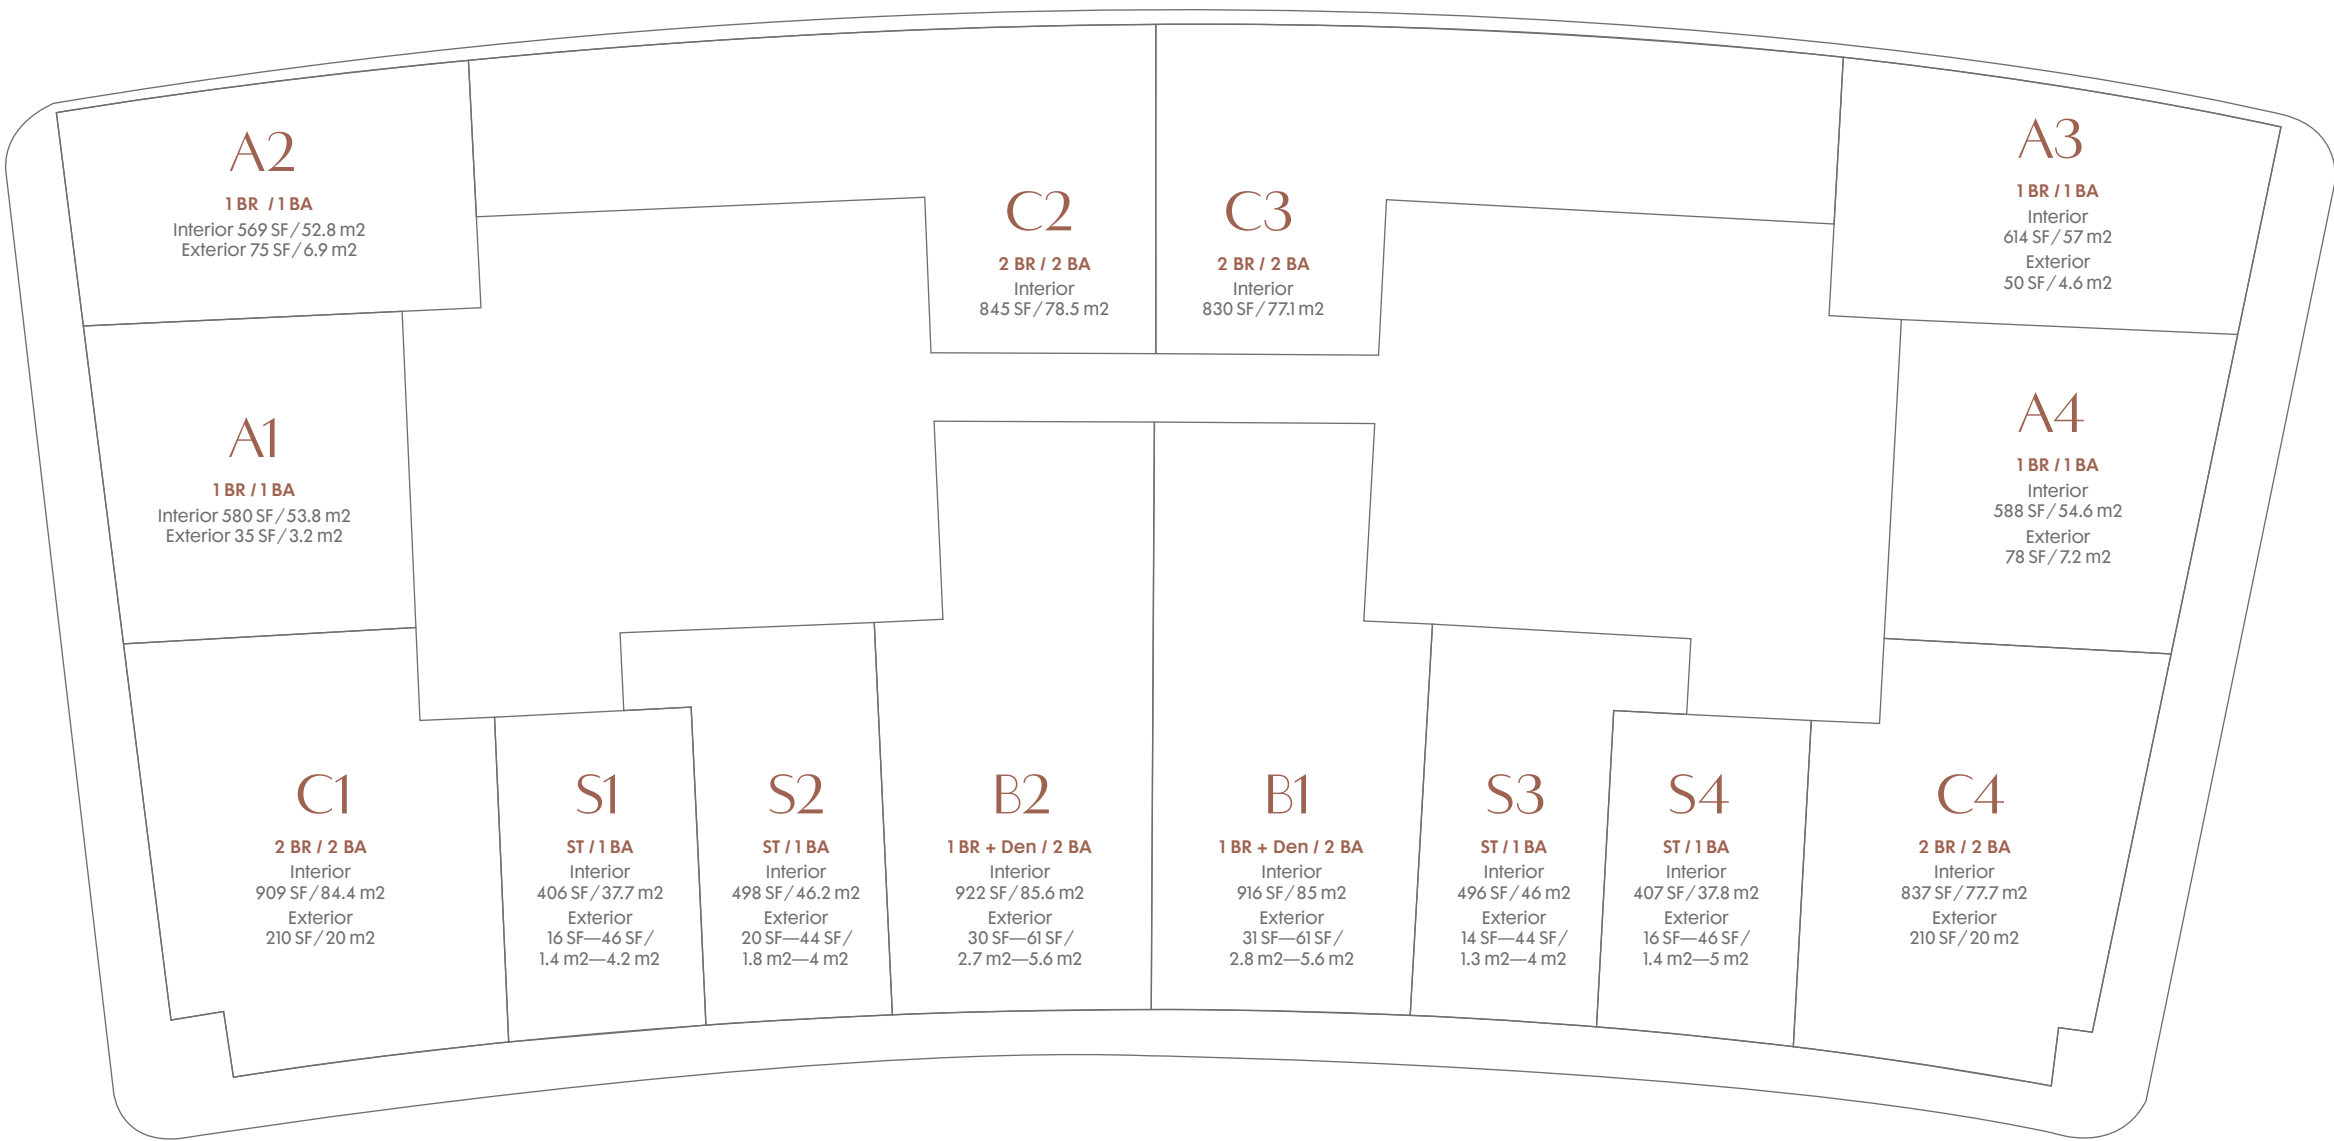 A2
1 BR / 1 BA
Interior 569 SF/52.8 m2
Exterior 75 SF/6.9 m2
C2
2 BR / 2 BA
Interior
845 SF/78.5 m2
C3
2 BR / 2 BA
Interior
830 SF/77.1 m2
A3
1 BR / 1 BA
Interior
614 SF/57 m2
Exterior
50 SF/4.6 m2
A1
1 BR / 1 BA
Interior 580 SF/53.8 m2
Exterior 35 SF/3.2 m2
A4
1 BR / 1 BA
Interior
588 SF/54.6 m2
Exterior
78 SF/7.2 m2
C1
2 BR / 2 BA
Interior
909 SF/84.4 m2
Exterior
210 SF/20 m2
S1
ST / 1 BA
Interior
406 SF/37.7 m2
Exterior
16 SF—46 SF/
1.4 m2—4.2 m2
S2
ST / 1 BA
Interior
498 SF/46.2 m2
Exterior
20 SF—44 SF/
1.8 m2—4 m2
B2
1 BR + Den / 2 BA
Interior
922 SF/85.6 m2
Exterior
30 SF—61 SF/
2.7 m2—5.6 m2
B1
1 BR + Den / 2 BA
Interior
916 SF/85 m2
Exterior
31 SF—61 SF/
2.8 m2—5.6 m2
S3
ST / 1 BA
Interior
496 SF/46 m2
Exterior
14 SF—44 SF/
1.3 m2—4 m2
S4
ST / 1 BA
Interior
407 SF/37.8 m2
Exterior
16 SF—46 SF/
1.4 m2—5 m2
C4
2 BR / 2 BA
Interior
837 SF/77.7 m2
Exterior
210 SF/20 m2